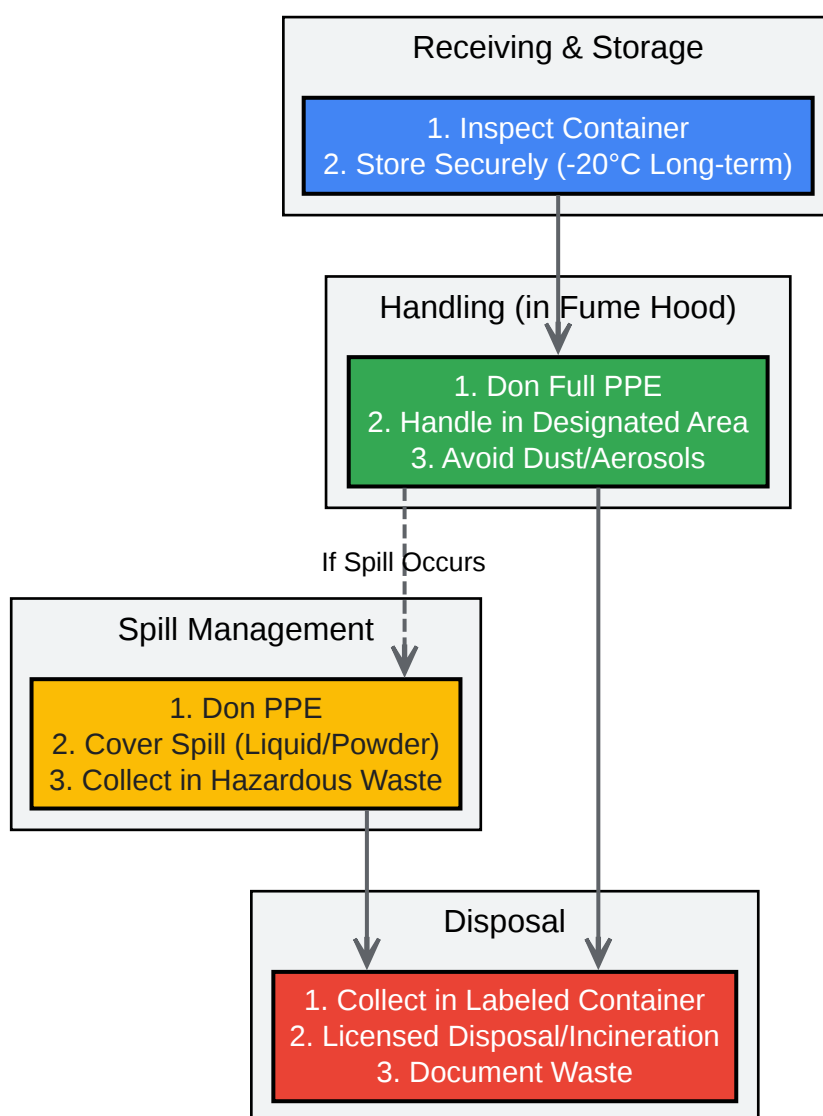 Receiving & Storage
1. Inspect Container
2. Store Securely (-20°C Long-term)
Handling (in Fume Hood)
1. Don Full PPE
2. Handle in Designated Area
3. Avoid Dust/Aerosols
If Spill Occurs
Spill Management
1. Don PPE
2. Cover Spill (Liquid/Powder)
3. Collect in Hazardous Waste
Disposal
1. Collect in Labeled Container
2. Licensed Disposal/Incineration
3. Document Waste